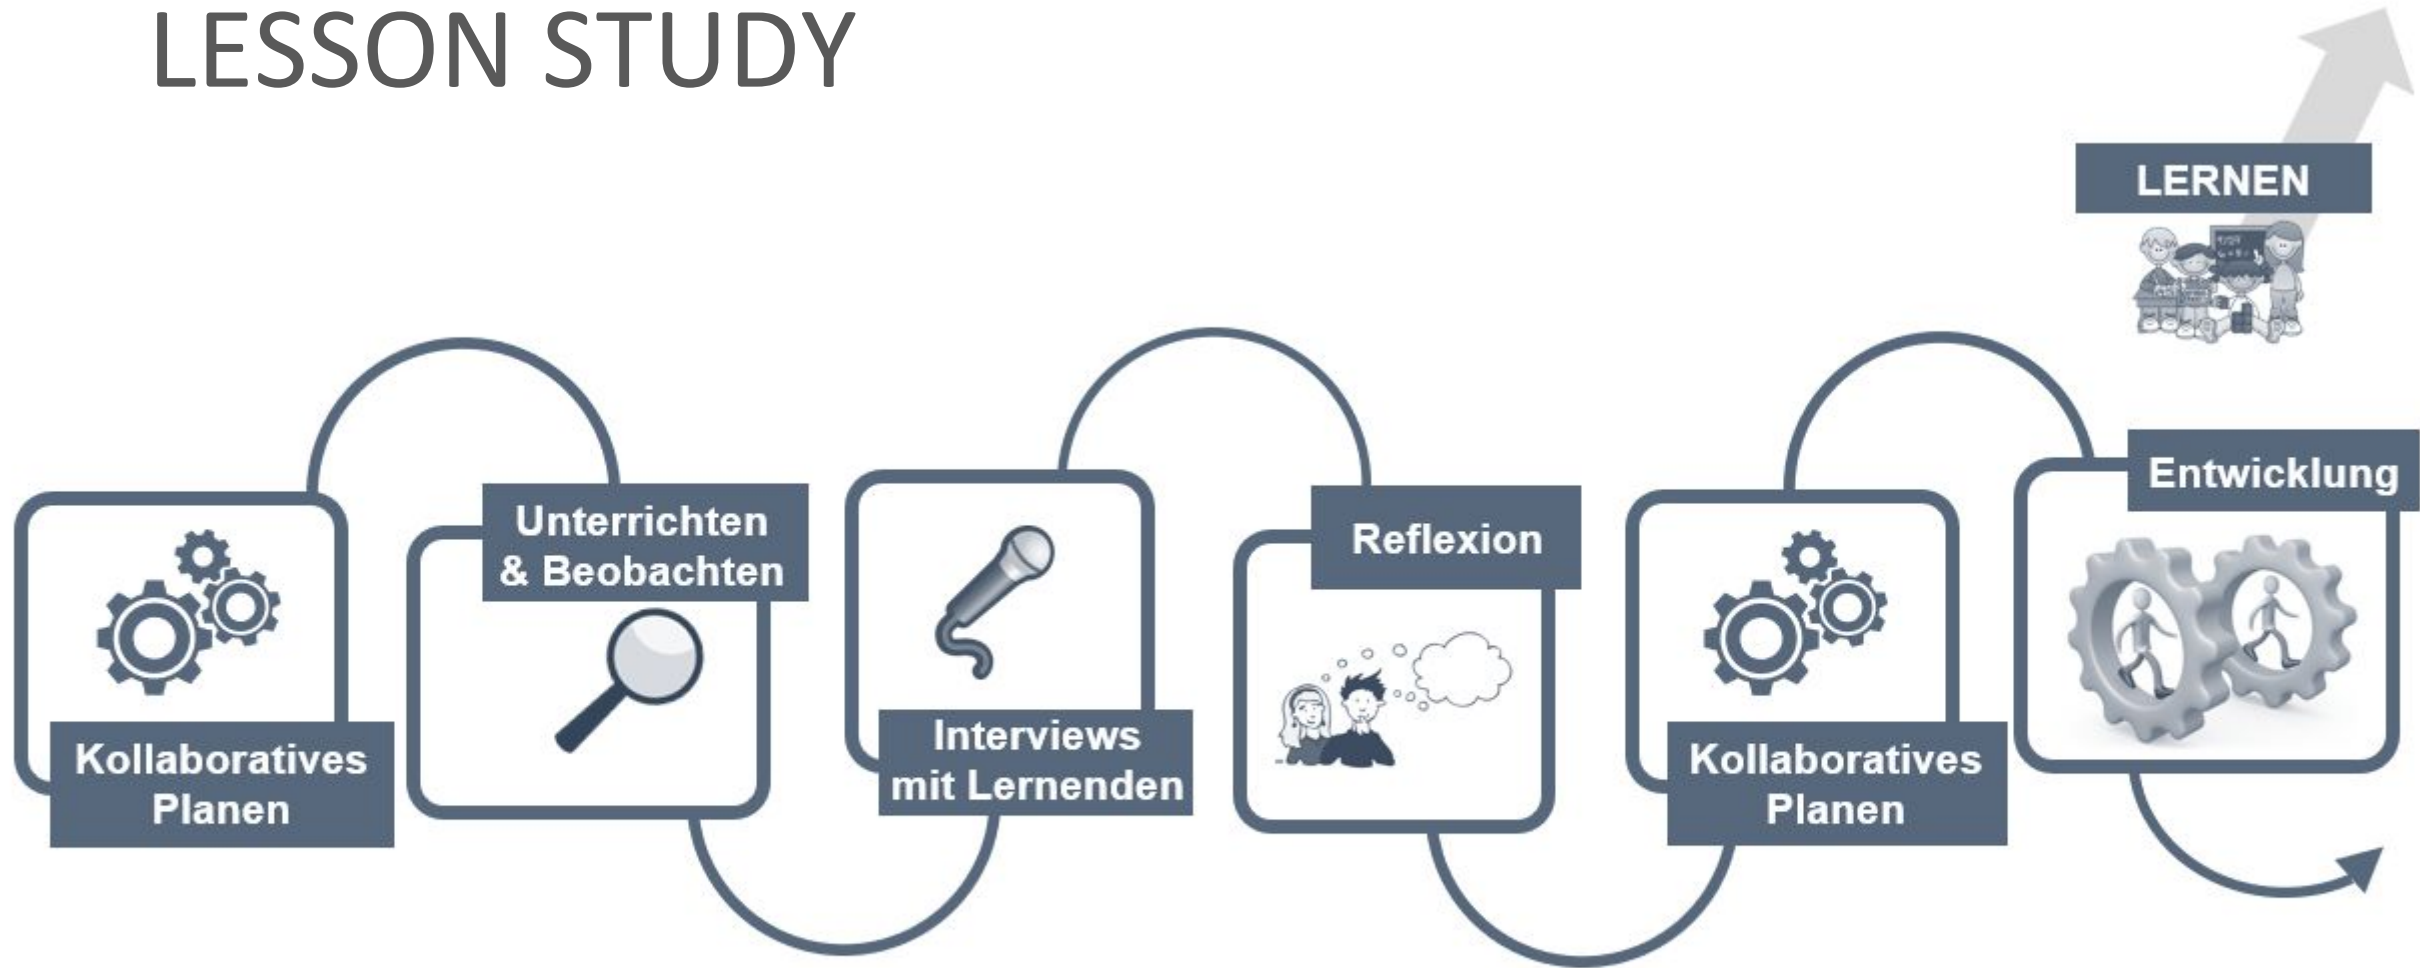 LESSON STUDY
LERNEN
Kollaboratives
Planen
Unterrichten
& Beobachten
Interviews
mit Lernenden
Reflexion
Kollaboratives
Planen
Entwicklung